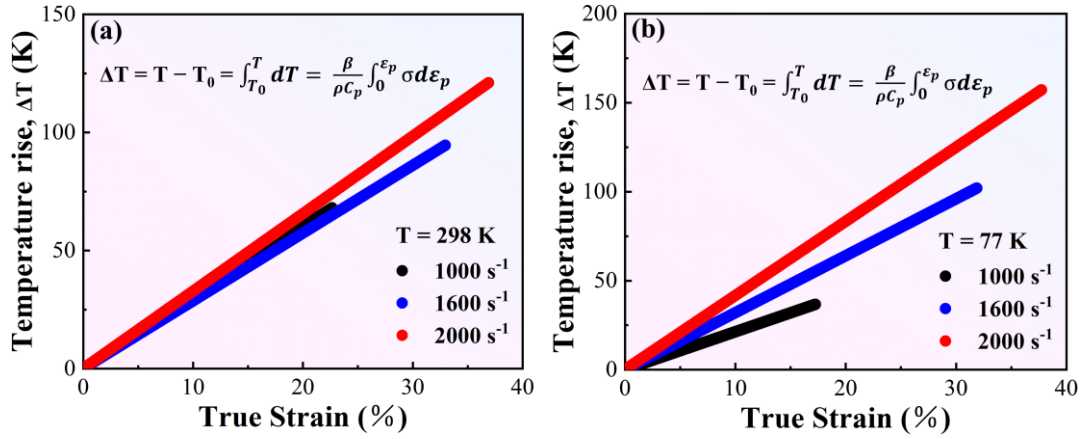 (a)
ΔT = T − T₀ = ∫_{T₀}^{T} dT = β/(ρC_p) ∫₀^{ε_p} σdε_p
Temperature rise, ΔT (K)
150
100
50
0
T = 298 K
1000 s⁻¹
1600 s⁻¹
2000 s⁻¹
0 10 20 30 40
True Strain (%)
(b)
ΔT = T − T₀ = ∫_{T₀}^{T} dT = β/(ρC_p) ∫₀^{ε_p} σdε_p
Temperature rise, ΔT (K)
200
150
100
50
0
T = 77 K
1000 s⁻¹
1600 s⁻¹
2000 s⁻¹
0 10 20 30 40
True Strain (%)